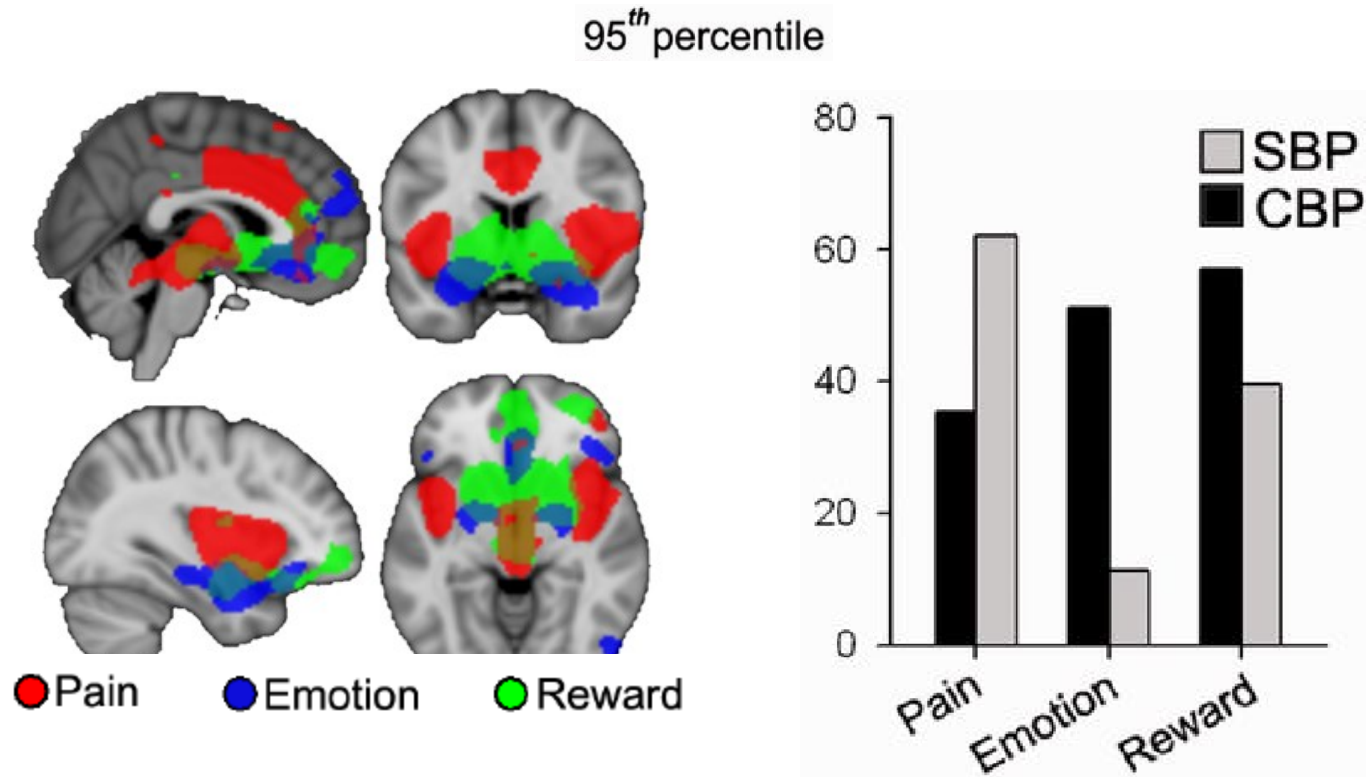 95th percentile
80
60
40
20
0
SBP
CBP
Pain
Emotion
Reward
Pain
Emotion
Reward